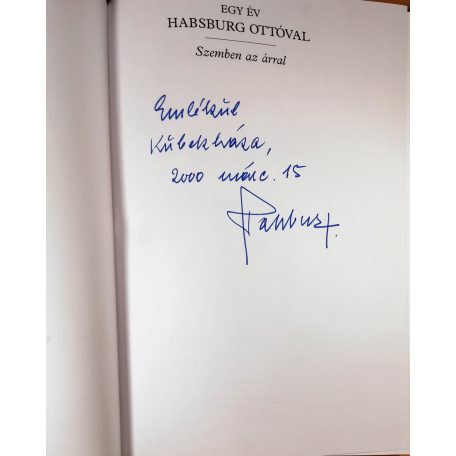 EGY ÉV
HABSBURG OTTÓVAL
Szemben az árral
Emlékül
Kübekháza,
2000 márc. 15